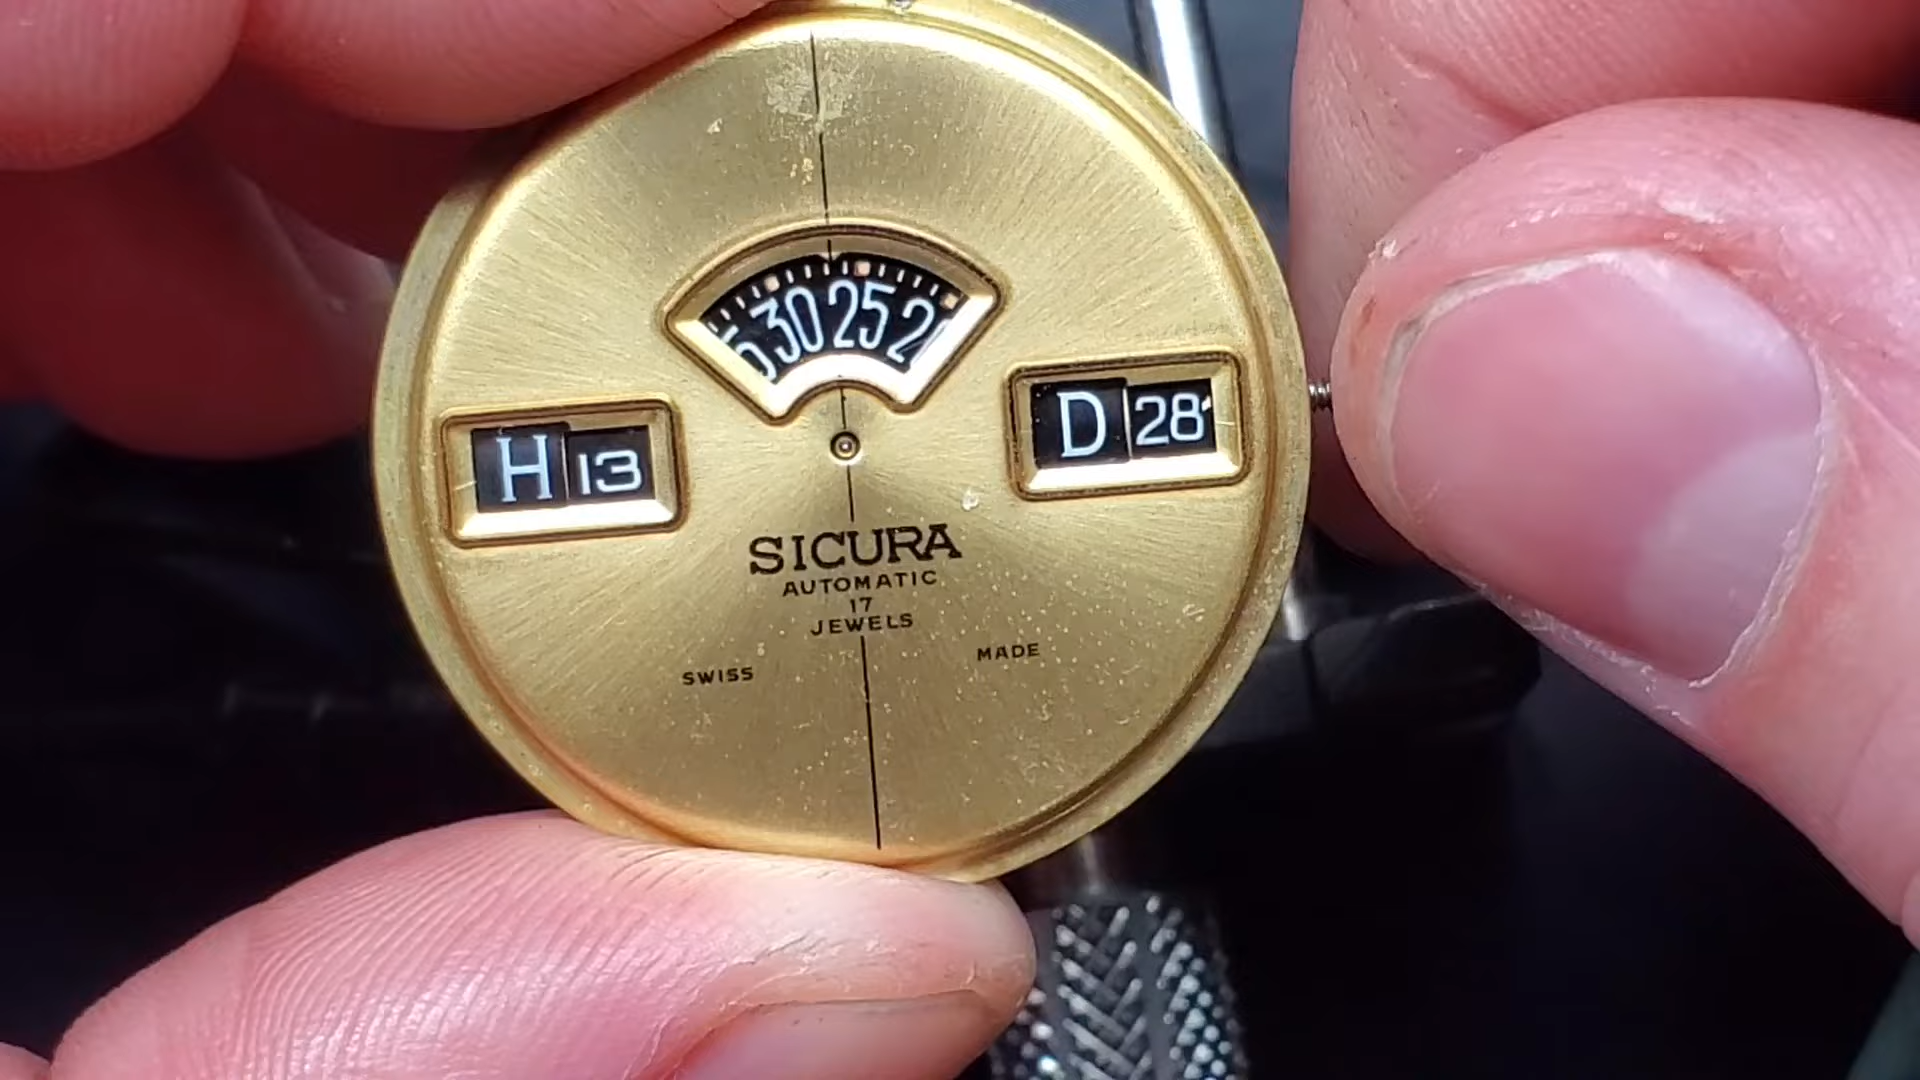 30 25
H 13
D 28
SICURA
AUTOMATIC
17
JEWELS
SWISS MADE